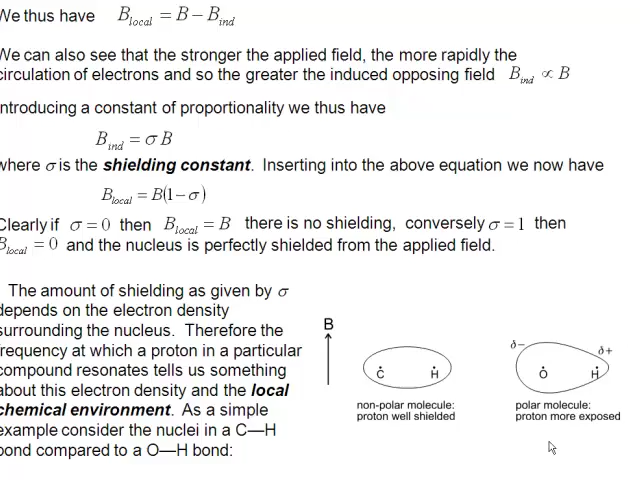 We thus have B_local = B − B_ind
We can also see that the stronger the applied field, the more rapidly the
circulation of electrons and so the greater the induced opposing field B_ind ∝ B
ntroducing a constant of proportionality we thus have
B_ind = σ B
where σ is the shielding constant. Inserting into the above equation we now have
B_local = B(1 − σ)
Clearly if σ = 0 then B_local = B there is no shielding, conversely σ = 1 then
B_local = 0 and the nucleus is perfectly shielded from the applied field.
The amount of shielding as given by σ
depends on the electron density
surrounding the nucleus. Therefore the
frequency at which a proton in a particular
compound resonates tells us something
about this electron density and the local
chemical environment. As a simple
example consider the nuclei in a C—H
bond compared to a O—H bond:
B
C H
non-polar molecule:
proton well shielded
δ− δ+
O H
polar molecule:
proton more exposed